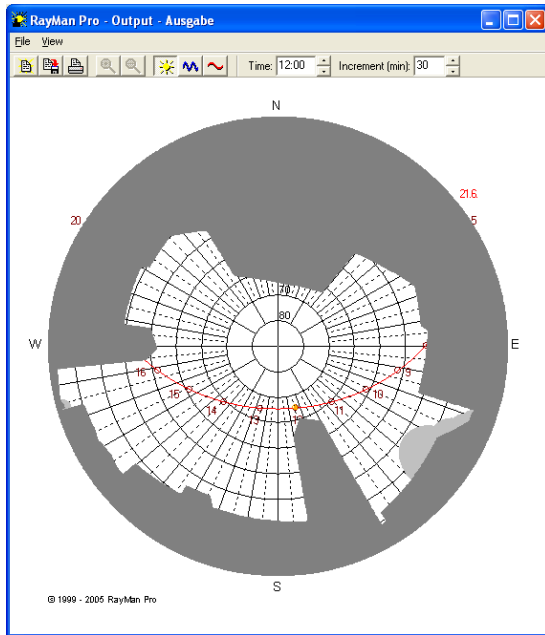 RayMan Pro - Output - Ausgabe
File View
Time: 12:00 Increment (min): 30
N
21.6.
20
5
70
80
W
E
16
15
14
13
12
11
10
9
S
© 1999 - 2005 RayMan Pro